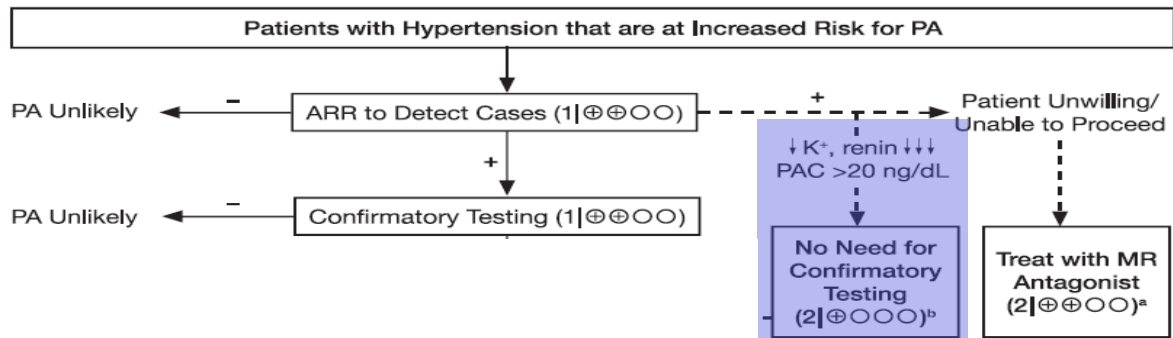 Patients with Hypertension that are at Increased Risk for PA
PA Unlikely
–
ARR to Detect Cases (1|⊕⊕○○)
+
Patient Unwilling/
Unable to Proceed
↓K⁺, renin ↓↓↓
PAC >20 ng/dL
+
PA Unlikely
–
Confirmatory Testing (1|⊕⊕○○)
No Need for
Confirmatory
Testing
(2|⊕○○○)ᵇ
Treat with MR
Antagonist
(2|⊕⊕○○)ᵃ